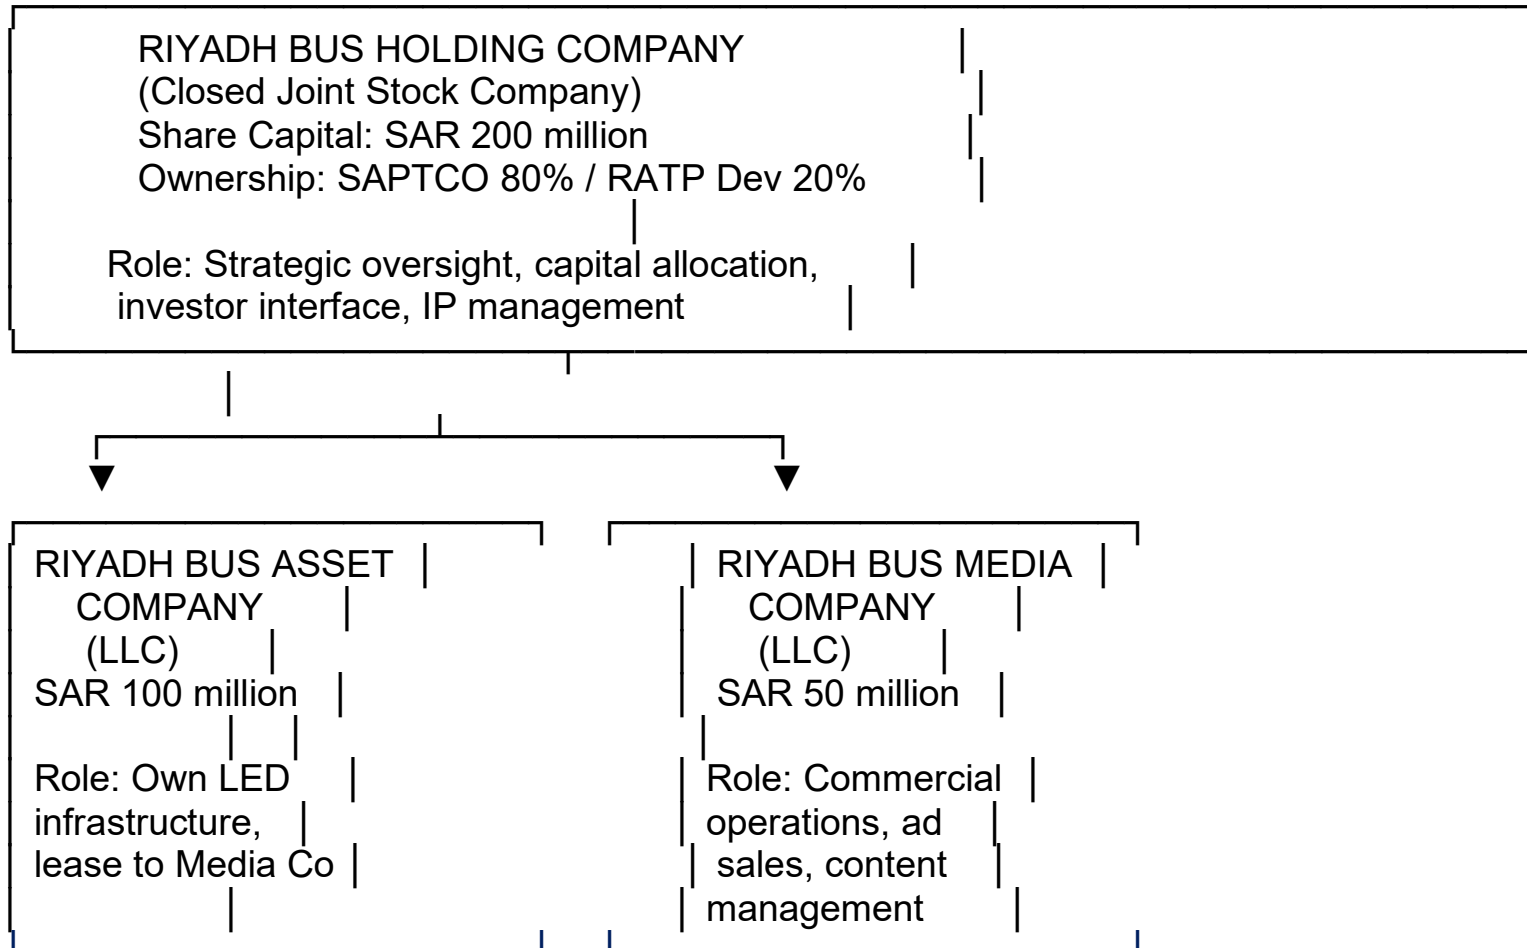 RIYADH BUS HOLDING COMPANY
(Closed Joint Stock Company)
Share Capital: SAR 200 million
Ownership: SAPTCO 80% / RATP Dev 20%
Role: Strategic oversight, capital allocation,
investor interface, IP management
RIYADH BUS ASSET
COMPANY
(LLC)
SAR 100 million
Role: Own LED
infrastructure,
lease to Media Co
RIYADH BUS MEDIA
COMPANY
(LLC)
SAR 50 million
Role: Commercial
operations, ad
sales, content
management